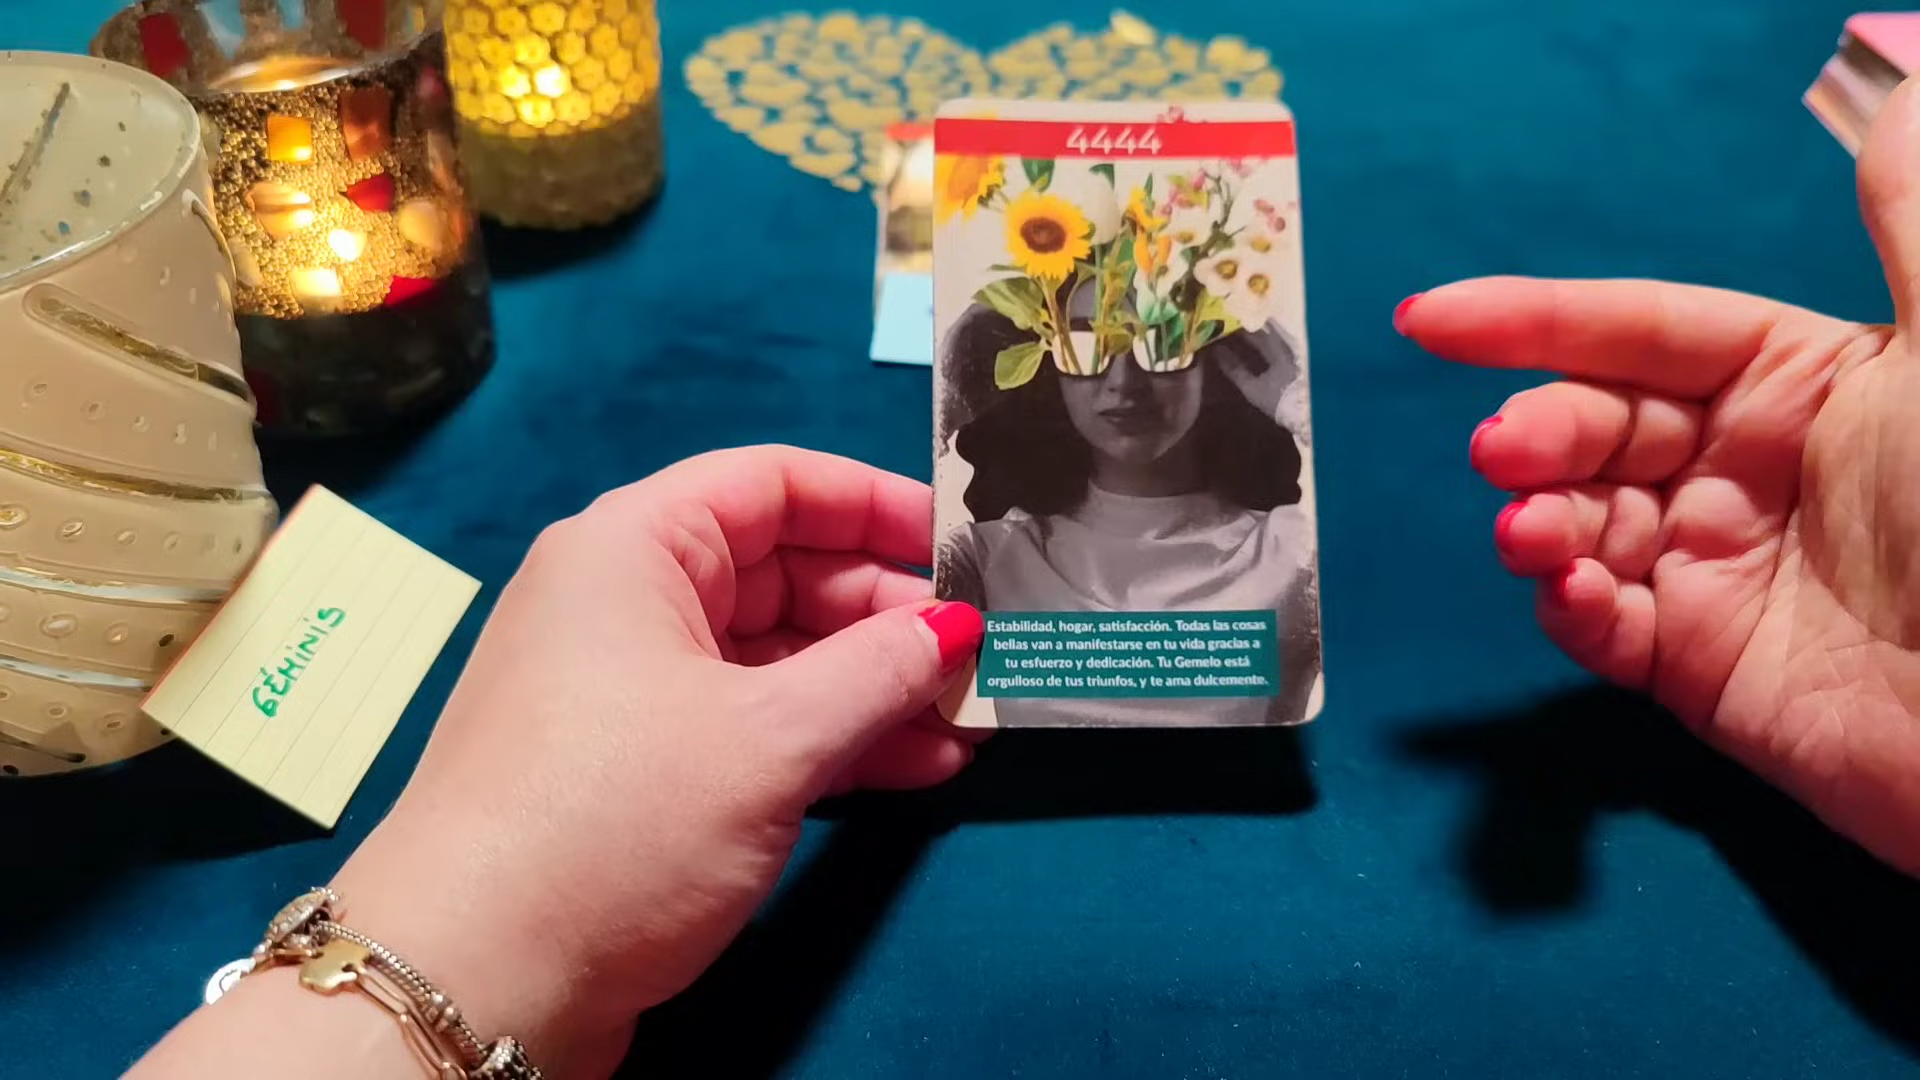 4444
Estabilidad, hogar, satisfacción. Todas las cosas
bellas van a manifestarse en tu vida gracias a
tu esfuerzo y dedicación. Tu Gemelo está
orgulloso de tus triunfos, y te ama dulcemente.
GÉMINIS